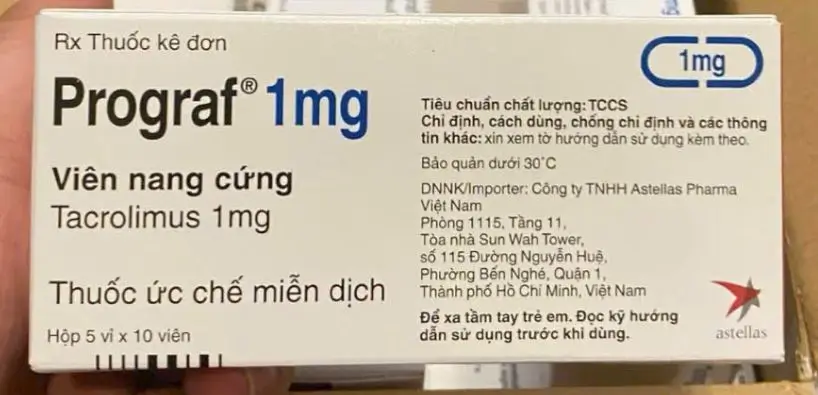 Rx Thuốc kê đơn
Prograf® 1mg
Viên nang cứng
Tacrolimus 1mg
Thuốc ức chế miễn dịch
Hộp 5 vỉ x 10 viên
1mg
Tiêu chuẩn chất lượng: TCCS
Chỉ định, cách dùng, chống chỉ định và các thông
tin khác: xin xem tờ hướng dẫn sử dụng kèm theo.
Bảo quản dưới 30°C
DNNK/Importer: Công ty TNHH Astellas Pharma
Việt Nam
Phòng 1115, Tầng 11,
Tòa nhà Sun Wah Tower,
số 115 Đường Nguyễn Huệ,
Phường Bến Nghé, Quận 1,
Thành phố Hồ Chí Minh, Việt Nam
Để xa tầm tay trẻ em. Đọc kỹ hướng
dẫn sử dụng trước khi dùng.
astellas